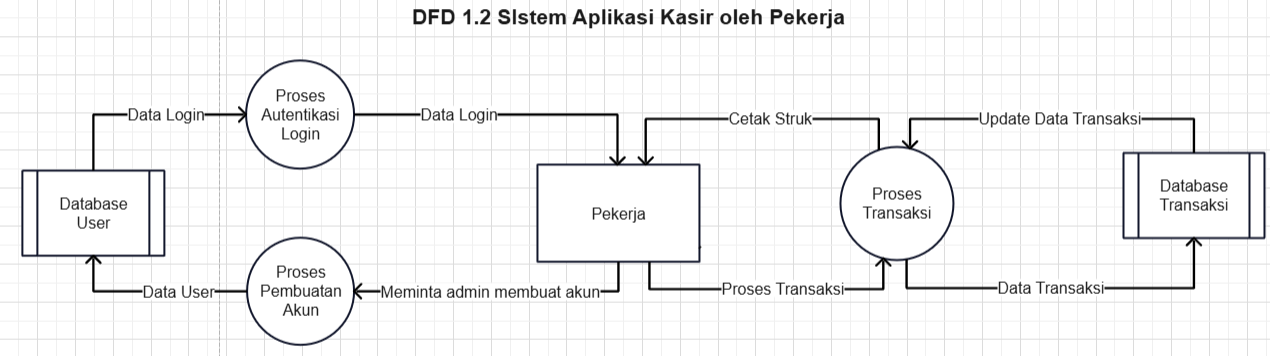 DFD 1.2 SIstem Aplikasi Kasir oleh Pekerja
Proses
Autentikasi
Login
Data Login
Data Login
Cetak Struk
Update Data Transaksi
Database
User
Pekerja
Proses
Transaksi
Database
Transaksi
Proses
Pembuatan
Akun
Data User
Meminta admin membuat akun
Proses Transaksi
Data Transaksi